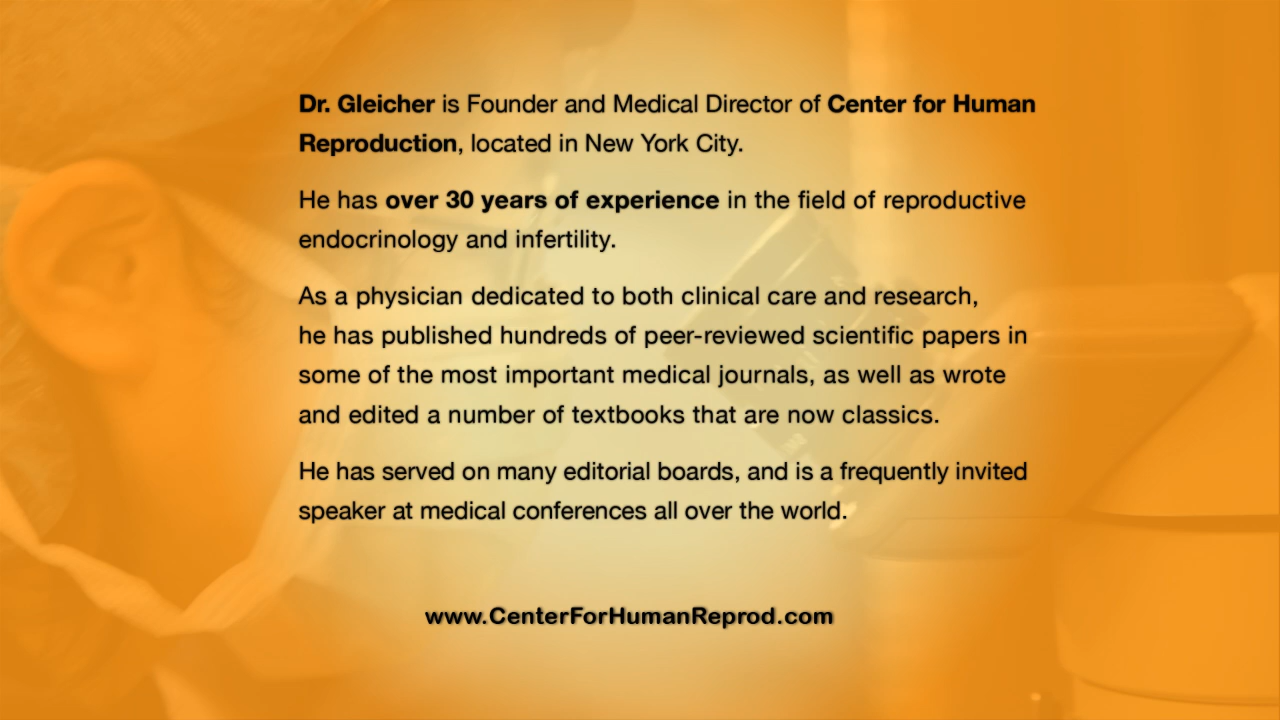 Dr. Gleicher is Founder and Medical Director of Center for Human
Reproduction, located in New York City.
He has over 30 years of experience in the field of reproductive
endocrinology and infertility.
As a physician dedicated to both clinical care and research,
he has published hundreds of peer-reviewed scientific papers in
some of the most important medical journals, as well as wrote
and edited a number of textbooks that are now classics.
He has served on many editorial boards, and is a frequently invited
speaker at medical conferences all over the world.
www.CenterForHumanReprod.com